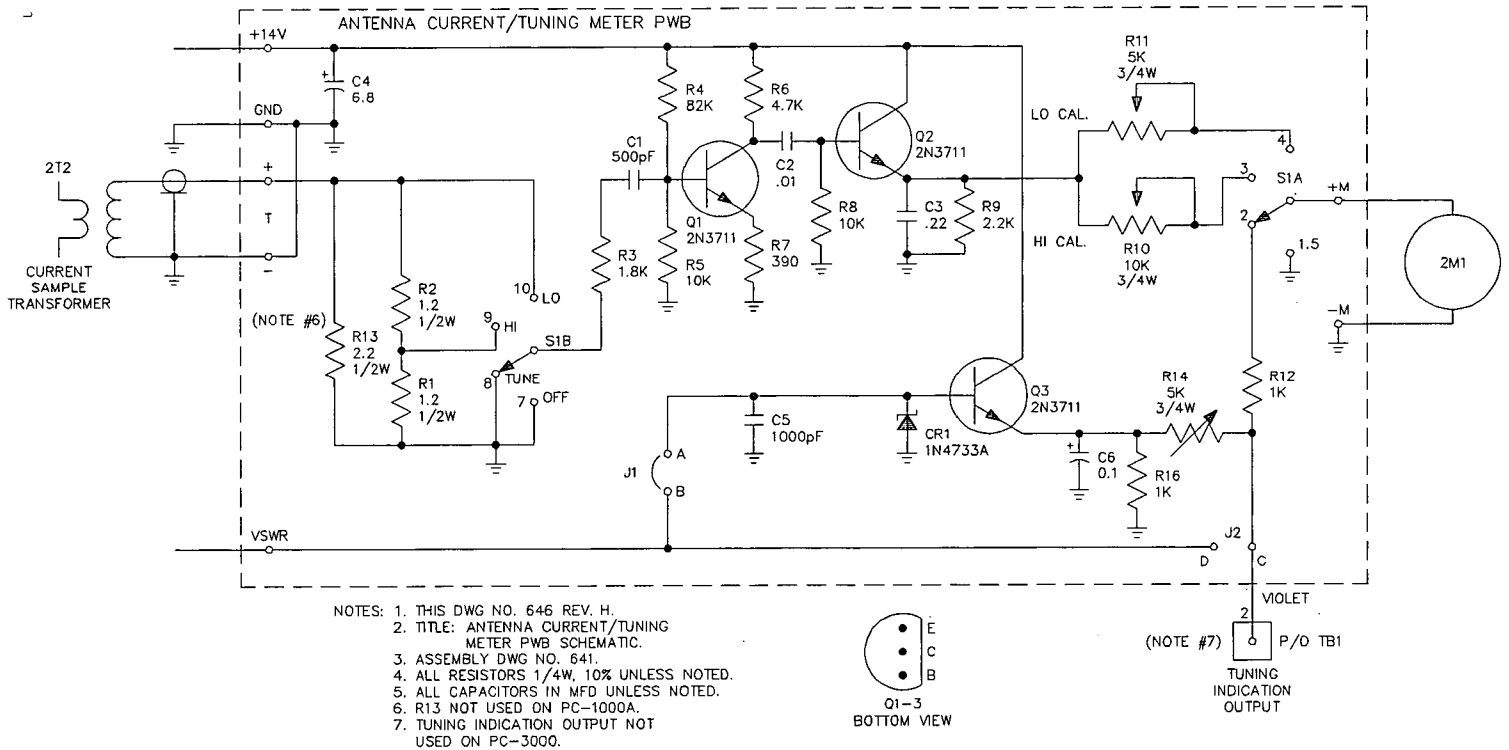 ANTENNA CURRENT/TUNING METER PWB
+14V
C4
6.8
+
GND
2T2
+
T
-
CURRENT
SAMPLE
TRANSFORMER
(NOTE #6)
R13
2.2
1/2W
R2
1.2
1/2W
R1
1.2
1/2W
10 LO
9 HI
S1B
8 TUNE
7 OFF
R3
1.8K
C1
500pF
R4
82K
R5
10K
R6
4.7K
Q1
2N3711
R7
390
C2
.01
R8
10K
Q2
2N3711
C3
.22
R9
2.2K
R11
5K
3/4W
LO CAL.
HI CAL.
R10
10K
3/4W
4
3
S1A
2
1.5
+M
-M
2M1
R12
1K
R14
5K
3/4W
Q3
2N3711
C5
1000pF
CR1
1N4733A
+
C6
0.1
R16
1K
J1
A
B
VSWR
J2
D
C
VIOLET
2
(NOTE #7)
P/O TB1
TUNING
INDICATION
OUTPUT
NOTES: 1. THIS DWG NO. 646 REV. H.
2. TITLE: ANTENNA CURRENT/TUNING
METER PWB SCHEMATIC.
3. ASSEMBLY DWG NO. 641.
4. ALL RESISTORS 1/4W, 10% UNLESS NOTED.
5. ALL CAPACITORS IN MFD UNLESS NOTED.
6. R13 NOT USED ON PC-1000A.
7. TUNING INDICATION OUTPUT NOT
USED ON PC-3000.
E
C
B
Q1-3
BOTTOM VIEW